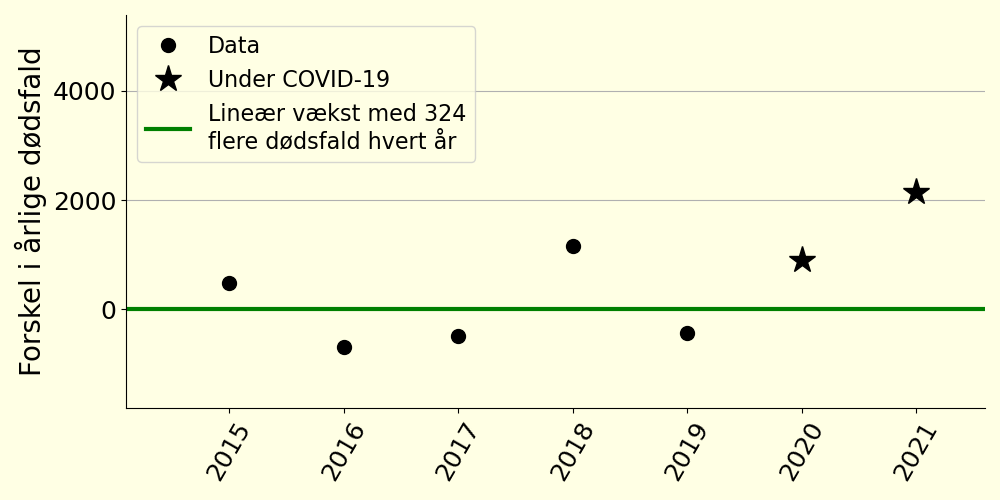 Data
Under COVID-19
Lineær vækst med 324
flere dødsfald hvert år
Forskel i årlige dødsfald
4000
2000
0
2015
2016
2017
2018
2019
2020
2021